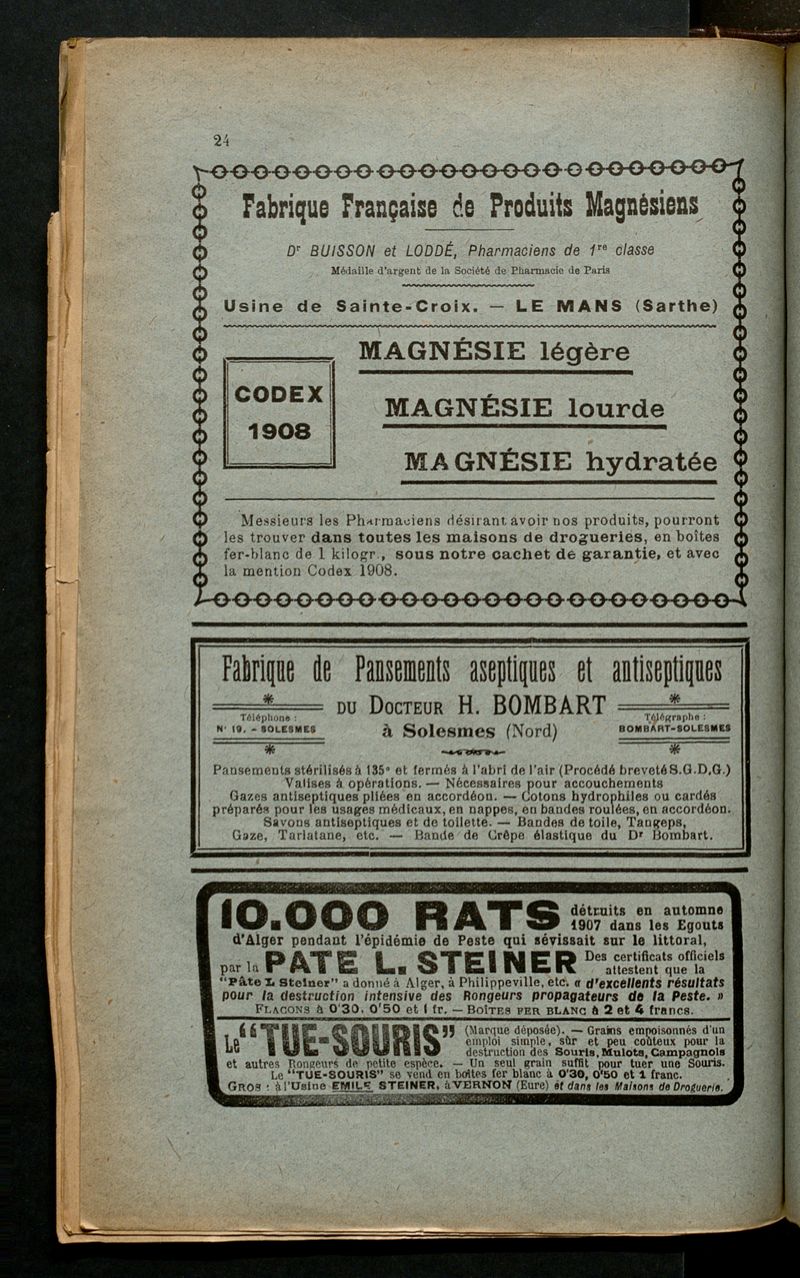 24
Fabrique Française de Produits Magnésiens
Dr BUISSON et LODDÉ, Pharmaciens de 1re classe
Médaille d'argent de la Société de Pharmacie de Paris
Usine de Sainte-Croix. — LE MANS (Sarthe)
CODEX
1908
MAGNÉSIE légère
MAGNÉSIE lourde
MAGNÉSIE hydratée
Messieurs les Pharmaciens désirant avoir nos produits, pourront
les trouver dans toutes les maisons de drogueries, en boîtes
fer-blanc de 1 kilogr., sous notre cachet de garantie, et avec
la mention Codex 1908.
Fabrique de Pansements aseptiques et antiseptiques
DU DOCTEUR H. BOMBART
à Solesmes (Nord)
Téléphone :
N° 19. - SOLESMES
Télégraphe :
BOMBART-SOLESMES
Pansements stérilisés à 135° et fermés à l'abri de l'air (Procédé breveté S.G.D.G.)
Valises à opérations. — Nécessaires pour accouchements
Gazes antiseptiques pliées en accordéon. — Cotons hydrophiles ou cardés
préparés pour les usages médicaux, en nappes, en bandes roulées, en accordéon.
Savons antiseptiques et de toilette. — Bandes de toile, Tangeps,
Gaze, Tarlatane, etc. — Bande de Crêpe élastique du Dr Bombart.
10.000 RATS détruits en automne
1907 dans les Egouts
d'Alger pendant l'épidémie de Peste qui sévissait sur le littoral,
par la PATE L. STEINER Des certificats officiels
attestent que la
"Pâte L. Steiner" a donné à Alger, à Philippeville, etc. « d'excellents résultats
pour la destruction intensive des Rongeurs propagateurs de la Peste. »
FLACONS à 0'30, 0'50 et 1 fr. — BOÎTES FER BLANC à 2 et 4 francs.
Le "TUE-SOURIS" (Marque déposée). — Grains empoisonnés d'un
emploi simple, sûr et peu coûteux pour la
destruction des Souris, Mulots, Campagnols
et autres Rongeurs de petite espèce. — Un seul grain suffit pour tuer une Souris.
Le "TUE-SOURIS" se vend en boîtes fer blanc à 0'30, 0'50 et 1 franc.
GROS : à l'Usine EMILE STEINER, à VERNON (Eure) et dans les Maisons de Droguerie.